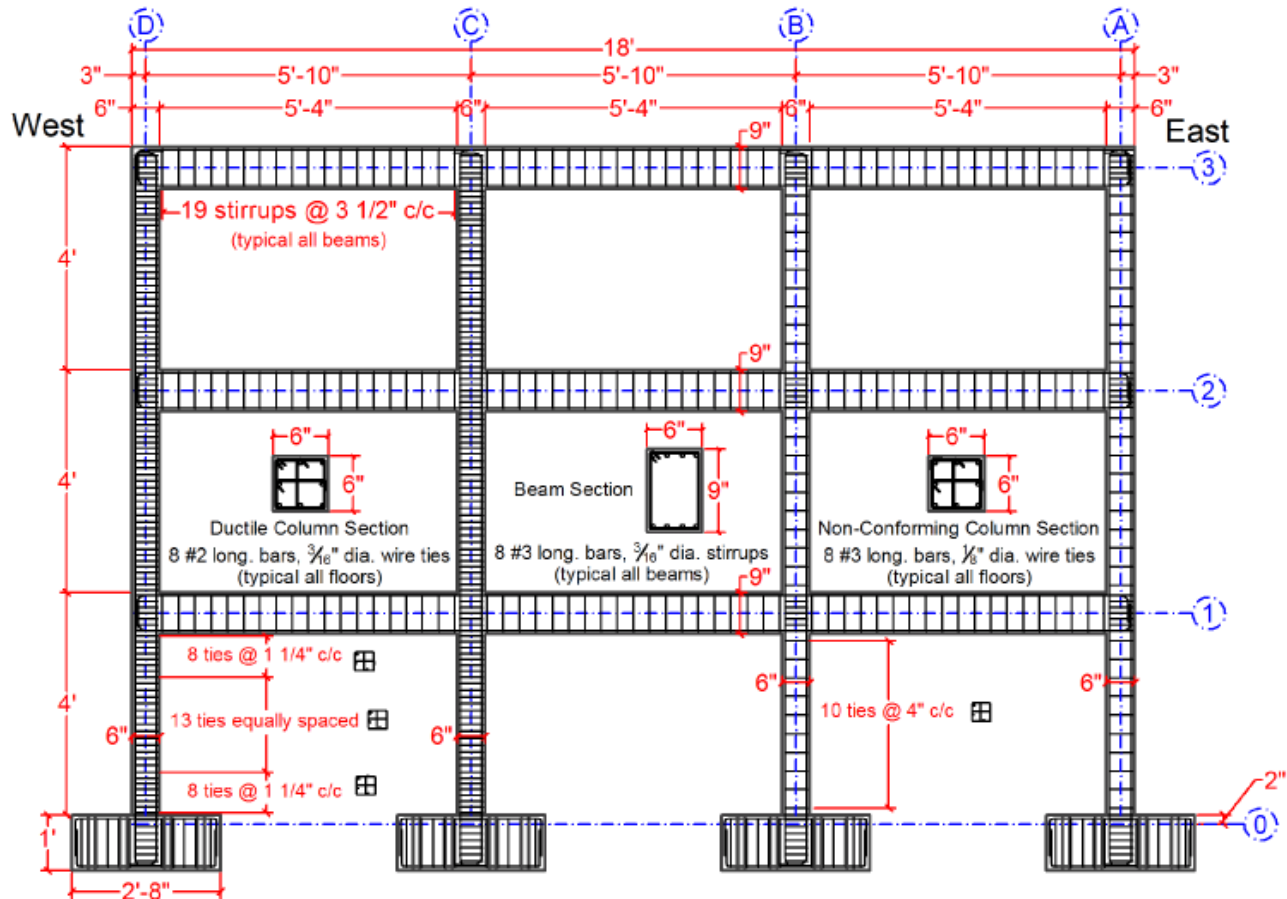 D C B A
18'
3" 5'-10" 5'-10" 5'-10" 3"
6" 5'-4" 6" 5'-4" 6" 5'-4" 6"
West
9"
East
3
19 stirrups @ 3 1/2" c/c
(typical all beams)
4'
9"
2
6" 6" 6"
6" 9" 6"
4'
Beam Section
Ductile Column Section
8 #2 long. bars, 3/16" dia. wire ties
(typical all floors)
8 #3 long. bars, 3/16" dia. stirrups
(typical all beams)
Non-Conforming Column Section
8 #3 long. bars, 1/8" dia. wire ties
(typical all floors)
9"
1
8 ties @ 1 1/4" c/c
4'
13 ties equally spaced
6" 6" 6" 6"
10 ties @ 4" c/c
8 ties @ 1 1/4" c/c
2"
0
1'
2'-8"